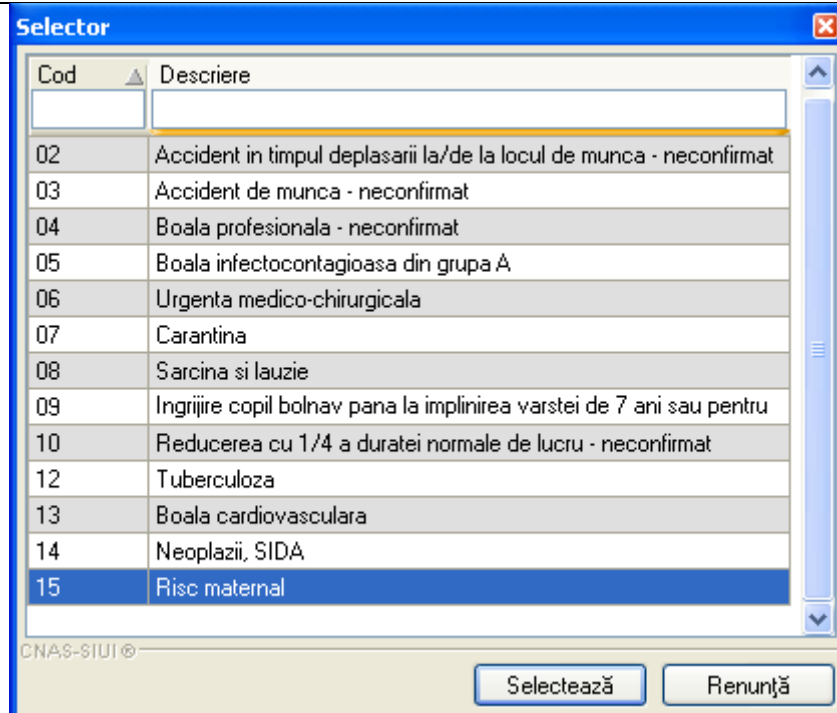 Selector
Cod Descriere
02 Accident in timpul deplasarii la/de la locul de munca - neconfirmat
03 Accident de munca - neconfirmat
04 Boala profesionala - neconfirmat
05 Boala infectocontagioasa din grupa A
06 Urgenta medico-chirurgicala
07 Carantina
08 Sarcina si lauzie
09 Ingrijire copil bolnav pana la implinirea varstei de 7 ani sau pentru
10 Reducerea cu 1/4 a duratei normale de lucru - neconfirmat
12 Tuberculoza
13 Boala cardiovasculara
14 Neoplazii, SIDA
15 Risc maternal
CNAS-SIUI ®
Selectează Renunţă